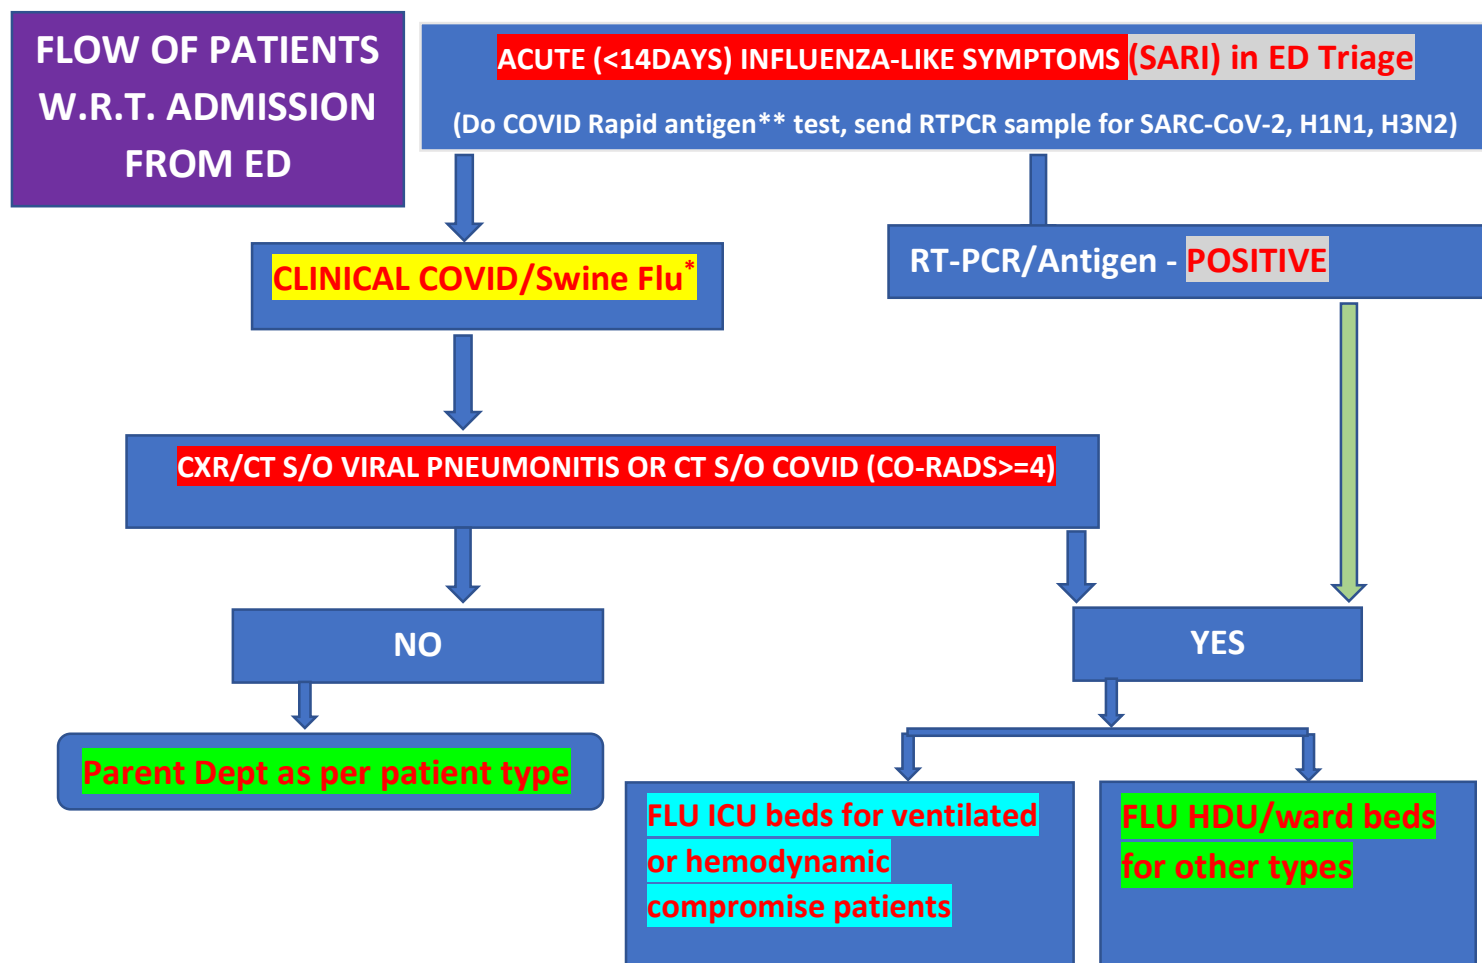 FLOW OF PATIENTS
W.R.T. ADMISSION
FROM ED
ACUTE (<14DAYS) INFLUENZA-LIKE SYMPTOMS (SARI) in ED Triage
(Do COVID Rapid antigen** test, send RTPCR sample for SARC-CoV-2, H1N1, H3N2)
CLINICAL COVID/Swine Flu*
RT-PCR/Antigen - POSITIVE
CXR/CT S/O VIRAL PNEUMONITIS OR CT S/O COVID (CO-RADS>=4)
NO
YES
Parent Dept as per patient type
FLU ICU beds for ventilated
or hemodynamic
compromise patients
FLU HDU/ward beds
for other types